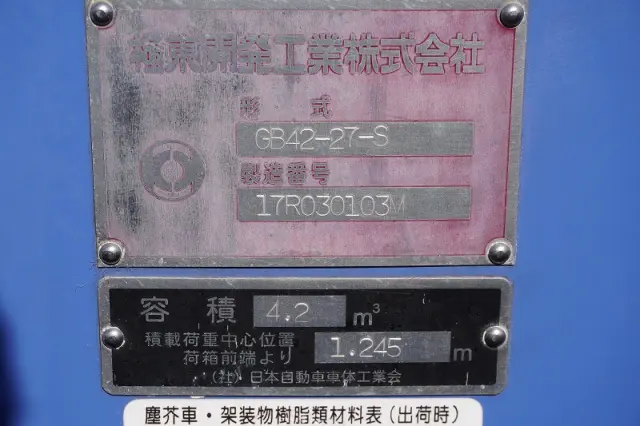 極東開発工業株式会社
形 式
GB42-27-S
製造番号
17R030103M
容 積 4.2 m³
積載荷重中心位置
荷箱前端より 1.245 m
(社)日本自動車車体工業会
塵芥車・架装物樹脂類材料表(出荷時)